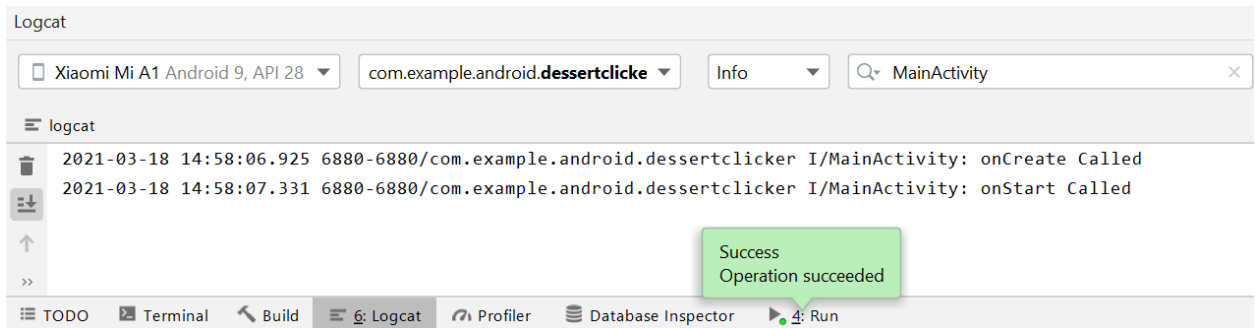 Logcat
Xiaomi Mi A1 Android 9, API 28 com.example.android.dessertclicke Info MainActivity
logcat
2021-03-18 14:58:06.925 6880-6880/com.example.android.dessertclicker I/MainActivity: onCreate Called
2021-03-18 14:58:07.331 6880-6880/com.example.android.dessertclicker I/MainActivity: onStart Called
Success
Operation succeeded
TODO Terminal Build 6: Logcat Profiler Database Inspector 4: Run